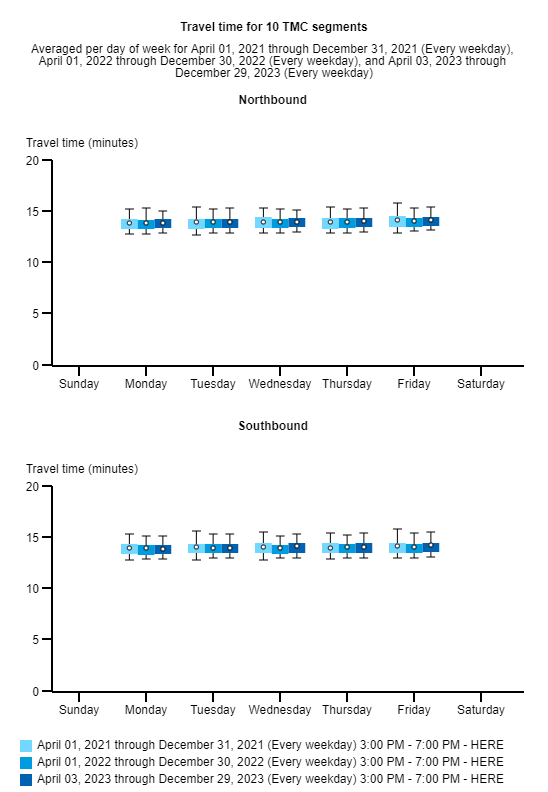 Travel time for 10 TMC segments
Averaged per day of week for April 01, 2021 through December 31, 2021 (Every weekday),
April 01, 2022 through December 30, 2022 (Every weekday), and April 03, 2023 through
December 29, 2023 (Every weekday)
Northbound
Travel time (minutes)
20
15
10
5
0
Sunday Monday Tuesday Wednesday Thursday Friday Saturday
Southbound
Travel time (minutes)
20
15
10
5
0
Sunday Monday Tuesday Wednesday Thursday Friday Saturday
April 01, 2021 through December 31, 2021 (Every weekday) 3:00 PM - 7:00 PM - HERE
April 01, 2022 through December 30, 2022 (Every weekday) 3:00 PM - 7:00 PM - HERE
April 03, 2023 through December 29, 2023 (Every weekday) 3:00 PM - 7:00 PM - HERE